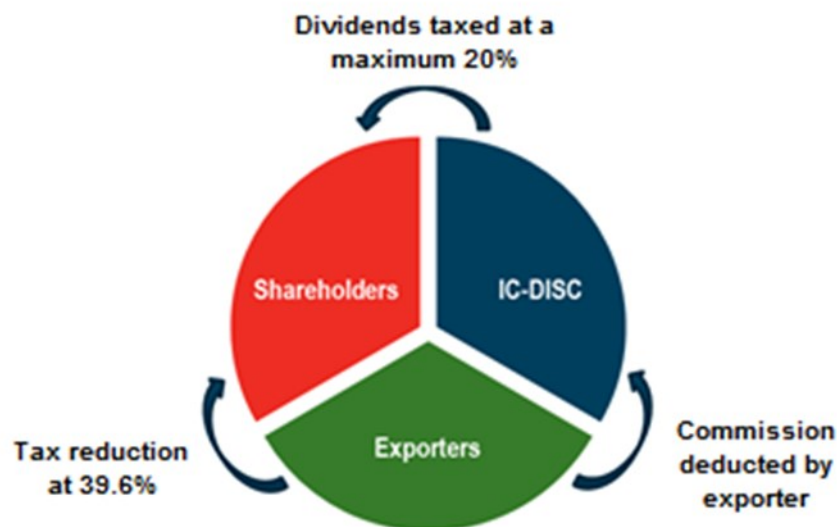 Dividends taxed at a
maximum 20%
Shareholders
IC-DISC
Exporters
Tax reduction
at 39.6%
Commission
deducted by
exporter